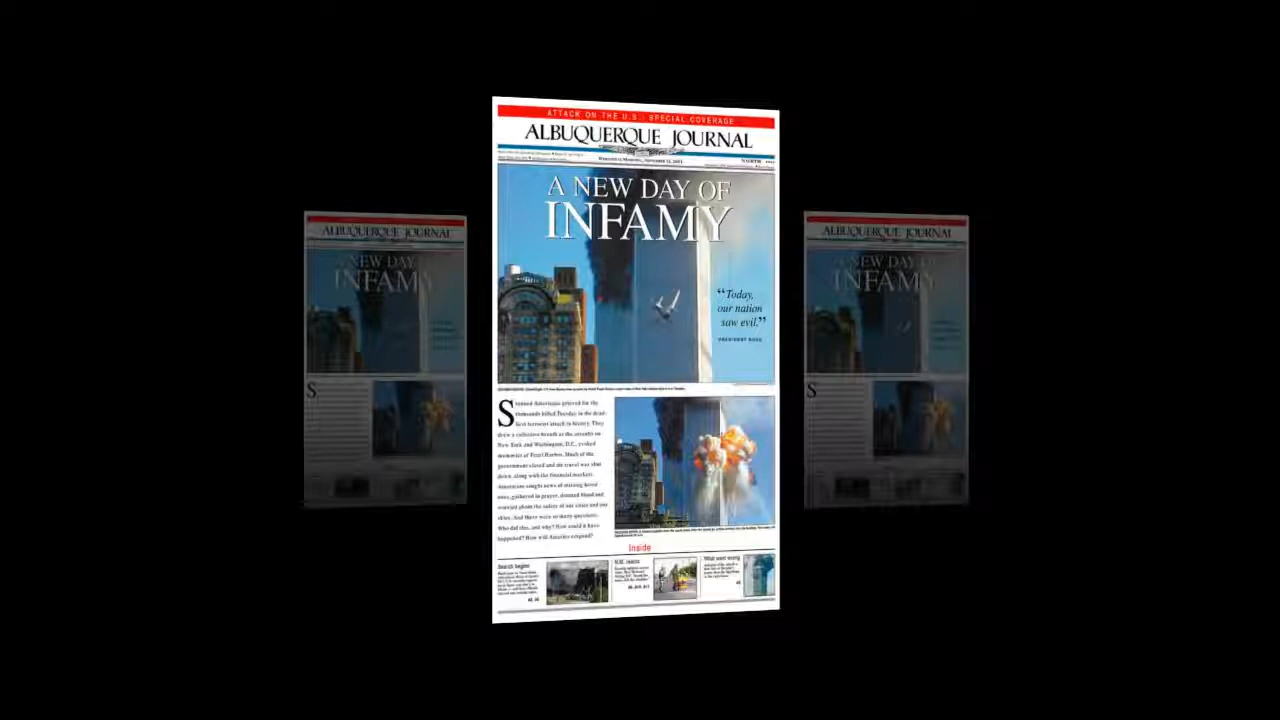 ATTACK ON THE U.S. / SPECIAL COVERAGE
ALBUQUERQUE JOURNAL
WEDNESDAY MORNING, SEPTEMBER 12, 2001
A NEW DAY OF
INFAMY
“Today,
our nation
saw evil.”
PRESIDENT BUSH
Stunned Americans grieved for the
thousands killed Tuesday in the dead-
liest terrorist attack in history. They
drew a collective breath as the assaults on
New York and Washington, D.C., evoked
memories of Pearl Harbor. Much of the
government closed and air travel was shut
down, along with the financial markets.
Americans sought news of missing loved
ones, gathered in prayer, donated blood and
worried about the safety of our cities and our
skies. And there were so many questions.
Who did this, and why? How could it have
happened? How will America respond?
Inside
Search begins
N.M. reacts
What went wrong
ALBUQUERQUE JOURNAL
A NEW DAY
INFAMY
S
ALBUQUERQUE JOURNAL
A NEW DAY OF
INFAMY
S